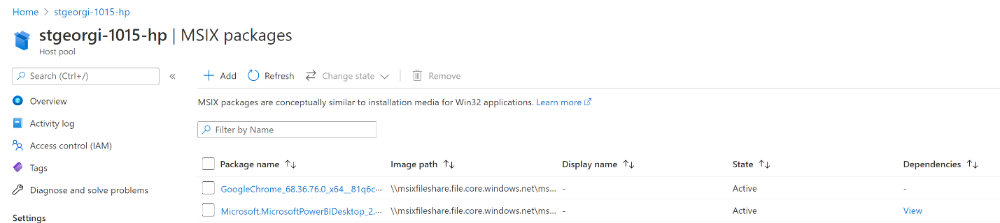 Home > stgeorgi-1015-hp
stgeorgi-1015-hp | MSIX packages
Host pool
Search (Ctrl+/)
«
Add
Refresh
Change state
Remove
Overview
Activity log
Access control (IAM)
Tags
Diagnose and solve problems
Settings
MSIX packages are conceptually similar to installation media for Win32 applications. Learn more
Filter by Name
Package name ↑↓ Image path ↑↓ Display name ↑↓ State ↑↓ Dependencies ↑↓
GoogleChrome_68.36.76.0_x64__81q6c··· \\msixfileshare.file.core.windows.net\ms... - Active -
Microsoft.MicrosoftPowerBIDesktop_2.··· \\msixfileshare.file.core.windows.net\ms... - Active View